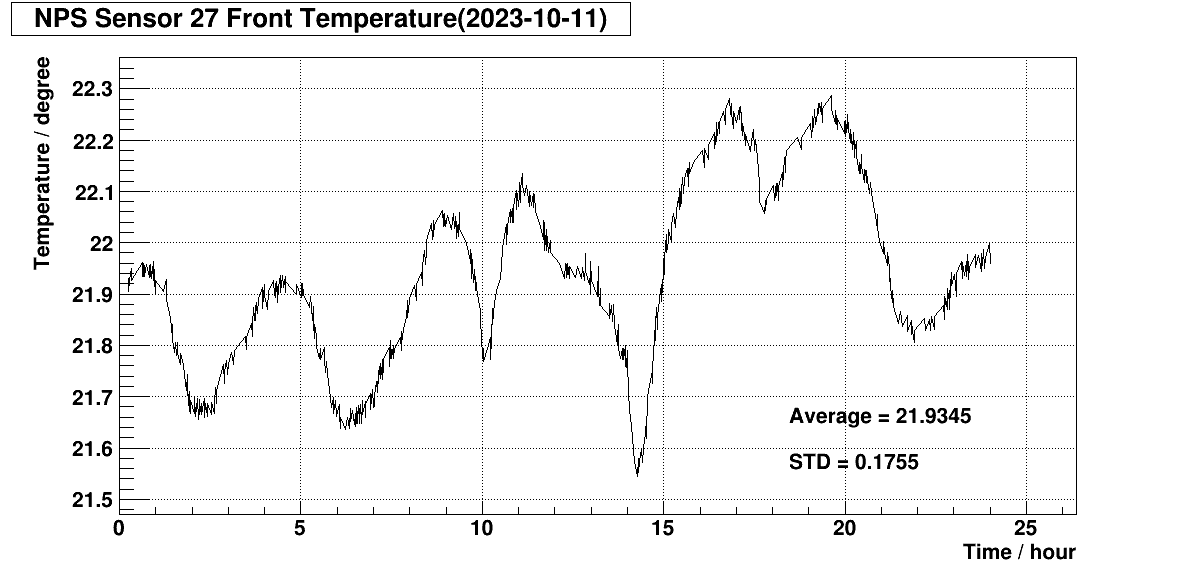 NPS Sensor 27 Front Temperature(2023-10-11)
Temperature / degree
22.3
22.2
22.1
22
21.9
21.8
21.7
21.6
21.5
Average = 21.9345
STD = 0.1755
0 5 10 15 20 25
Time / hour